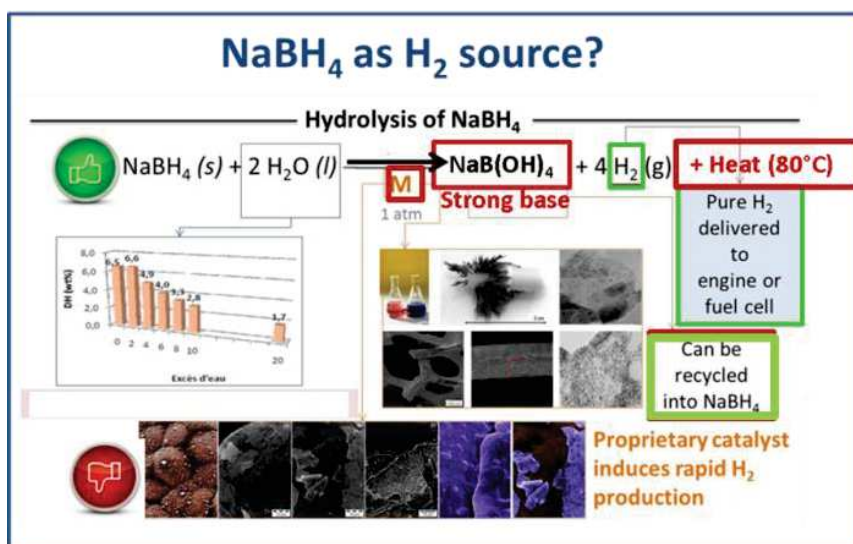 NaBH₄ as H₂ source?
Hydrolysis of NaBH₄
NaBH₄ (s) + 2 H₂O (l) NaB(OH)₄ + 4 H₂ (g) + Heat (80°C)
M
Strong base
1 atm
Pure H₂
delivered
to
engine or
fuel cell
DH (wt%)
8,0
6,0
4,0
2,0
0,0
6,5 6,6 4,9 4,0 3,3 2,8 1,7
0 2 4 6 8 10 20
Excès d'eau
Can be
recycled
into NaBH₄
Proprietary catalyst
induces rapid H₂
production